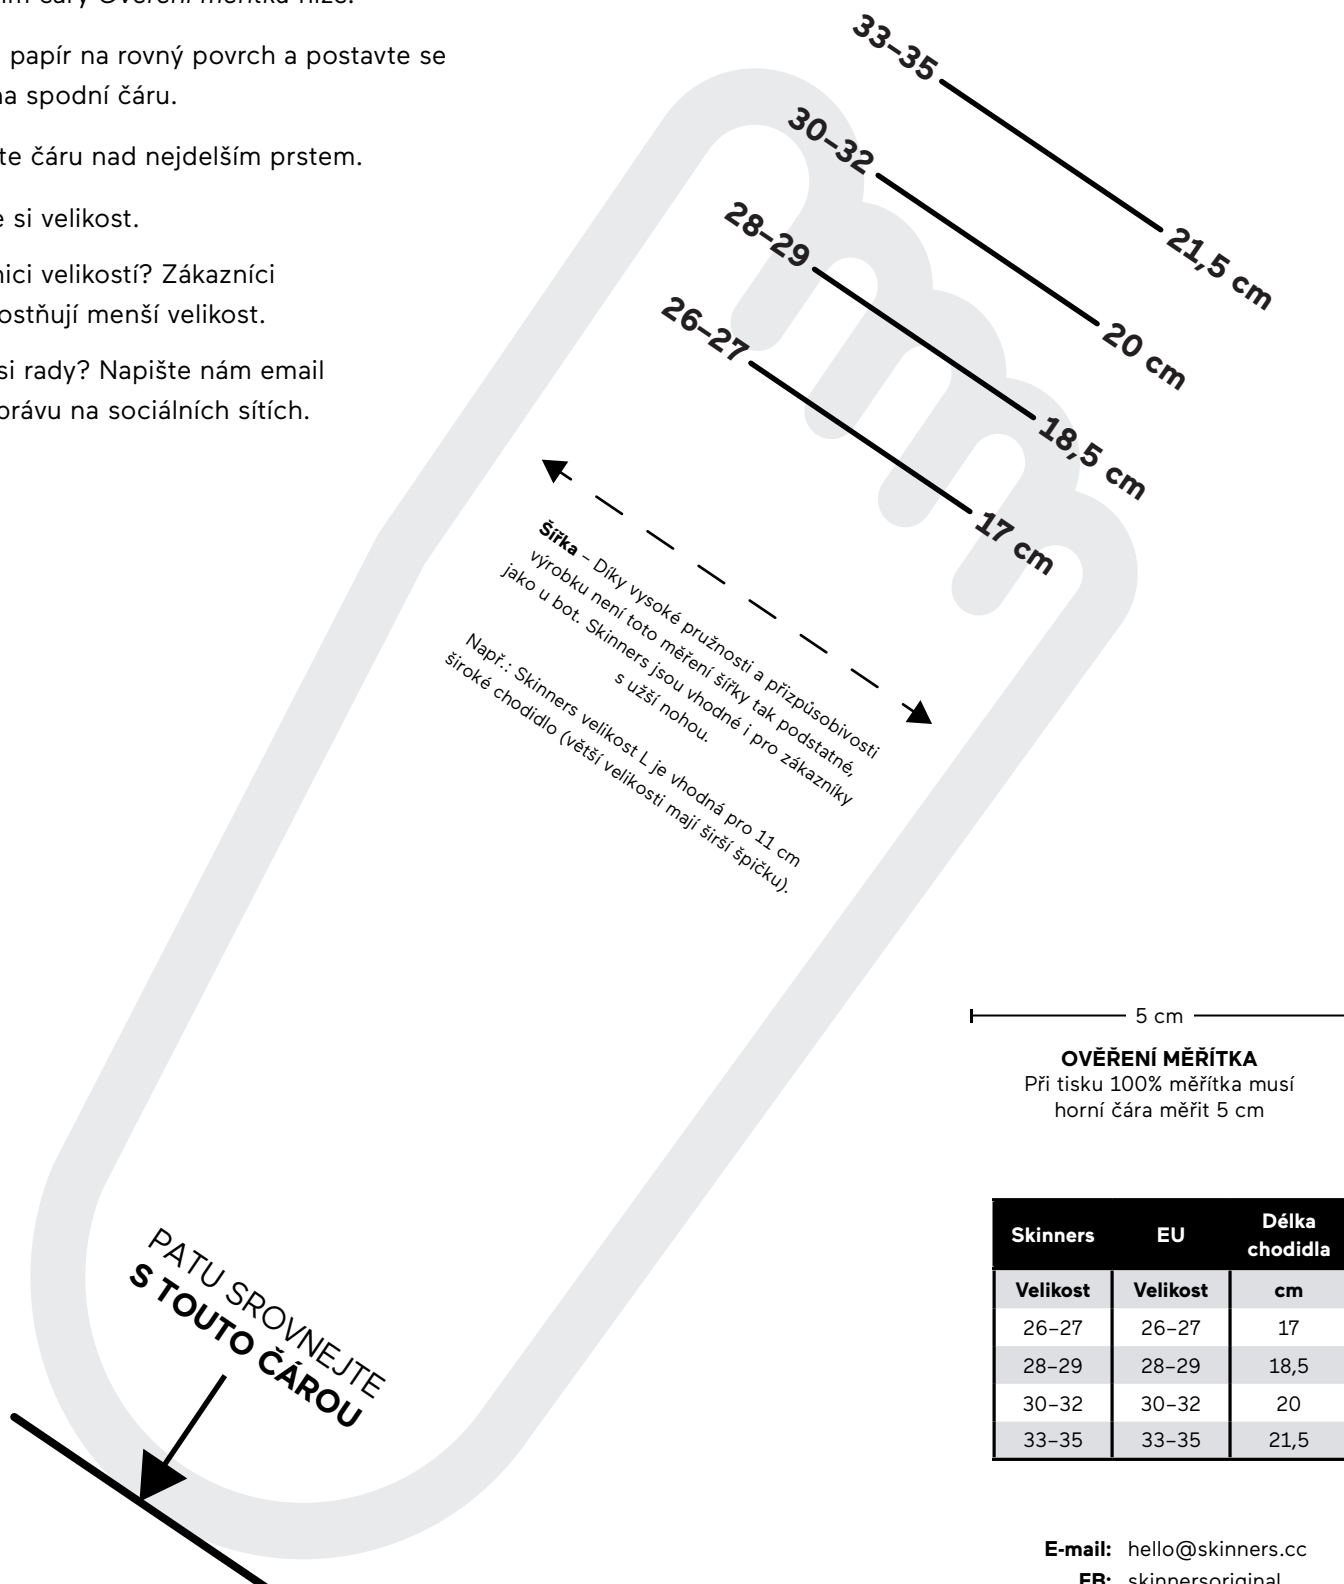 papír na rovný povrch a postavte se
na spodní čáru.
čáru nad nejdelším prstem.
si velikost.
velikostí? Zákazníci
menší velikost.
si rady? Napište nám email
na sociálních sítích.
33–35
21,5 cm
30–32
20 cm
28–29
18,5 cm
26–27
17 cm
Šířka – Díky vysoké pružnosti a přizpůsobivosti
výrobku není toto měření šířky tak podstatné,
jako u bot. Skinners jsou vhodné i pro zákazníky
s užší nohou.
Např.: Skinners velikost L je vhodná pro 11 cm
široké chodidlo (větší velikosti mají širší špičku).
5 cm
OVĚŘENÍ MĚŘÍTKA
Při tisku 100% měřítka musí
horní čára měřit 5 cm
PATU SROVNEJTE
S TOUTO ČÁROU
Skinners EU Délka
chodidla
Velikost Velikost cm
26–27 26–27 17
28–29 28–29 18,5
30–32 30–32 20
33–35 33–35 21,5
E-mail: hello@skinners.cc
FB: skinnersoriginal